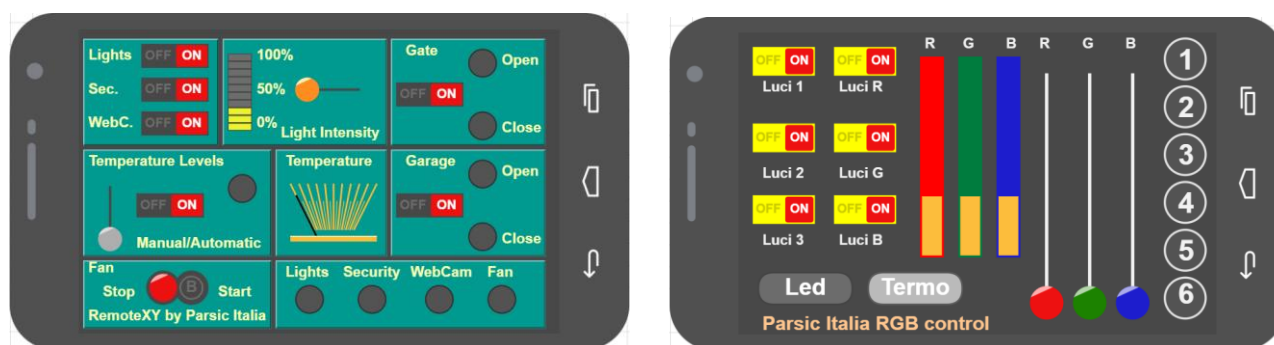 Lights OFF ON
Sec. OFF ON
WebC. OFF ON
100%
50%
0%
Light Intensity
Gate
Open
OFF ON
Close
Temperature Levels
OFF ON
Manual/Automatic
Temperature
Garage
Open
OFF ON
Close
Fan
Stop B Start
RemoteXY by Parsic Italia
Lights Security WebCam Fan
OFF ON OFF ON
Luci 1 Luci R
OFF ON OFF ON
Luci 2 Luci G
OFF ON OFF ON
Luci 3 Luci B
R G B R G B
1
2
3
4
5
6
Led Termo
Parsic Italia RGB control